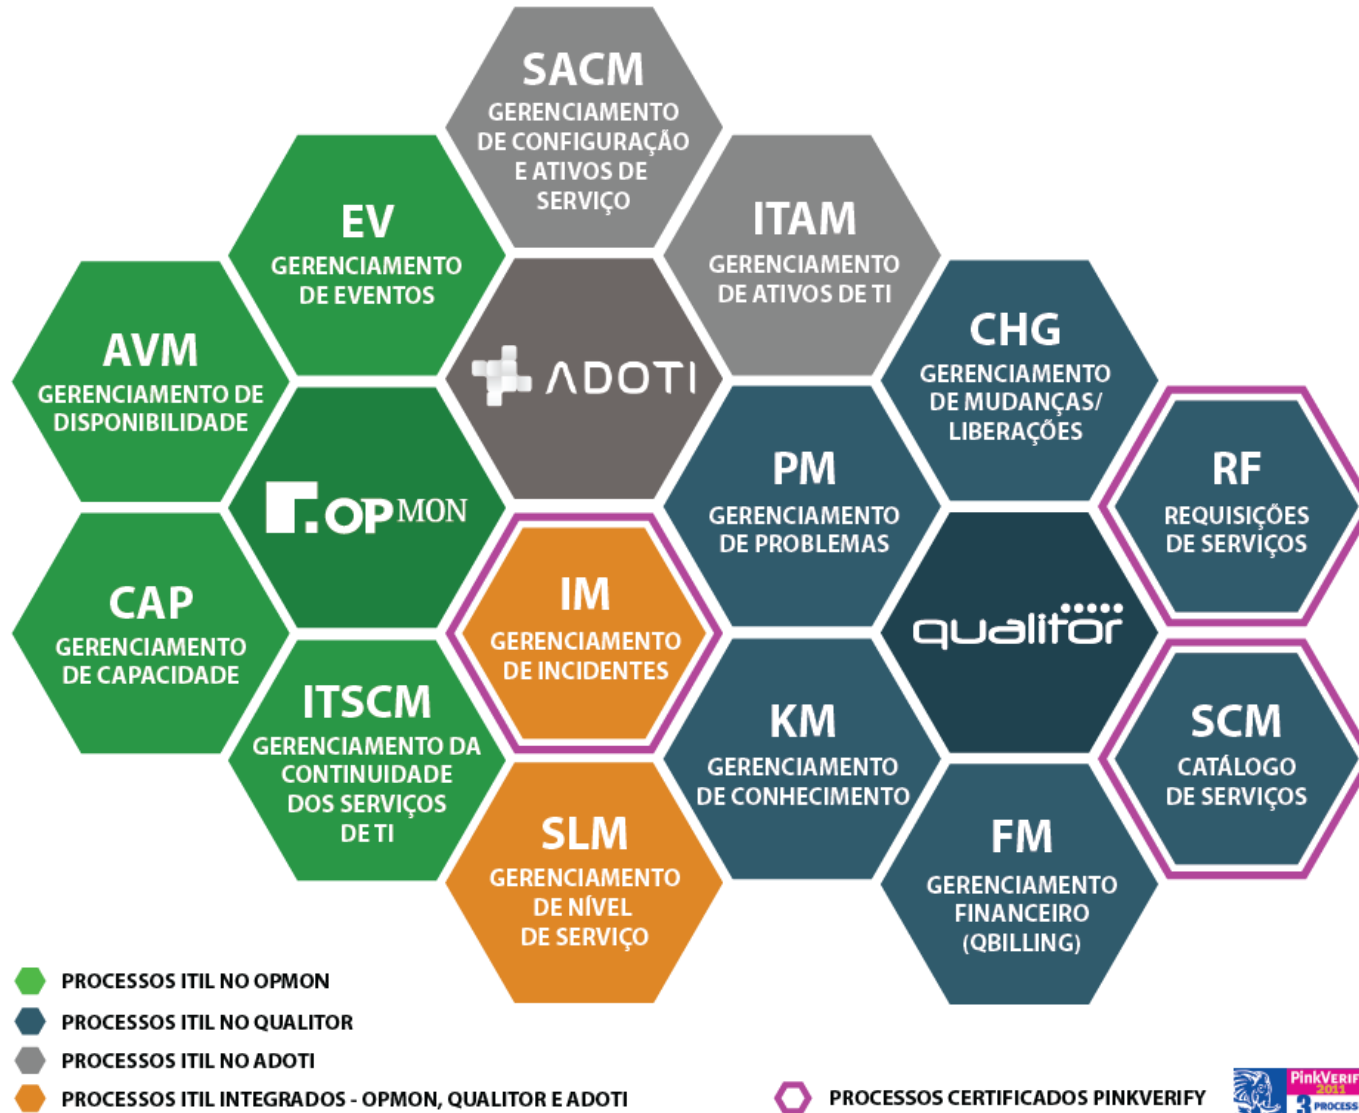 SACM
GERENCIAMENTO
DE CONFIGURAÇÃO
E ATIVOS DE
SERVIÇO
EV
GERENCIAMENTO
DE EVENTOS
ITAM
GERENCIAMENTO
DE ATIVOS DE TI
AVM
GERENCIAMENTO DE
DISPONIBILIDADE
ADOTI
CHG
GERENCIAMENTO
DE MUDANÇAS/
LIBERAÇÕES
OPMON
PM
GERENCIAMENTO
DE PROBLEMAS
RF
REQUISIÇÕES
DE SERVIÇOS
CAP
GERENCIAMENTO
DE CAPACIDADE
IM
GERENCIAMENTO
DE INCIDENTES
qualitor
ITSCM
GERENCIAMENTO DA
CONTINUIDADE
DOS SERVIÇOS
DE TI
KM
GERENCIAMENTO
DE CONHECIMENTO
SCM
CATÁLOGO
DE SERVIÇOS
SLM
GERENCIAMENTO
DE NÍVEL
DE SERVIÇO
FM
GERENCIAMENTO
FINANCEIRO
(QBILLING)
PROCESSOS ITIL NO OPMON
PROCESSOS ITIL NO QUALITOR
PROCESSOS ITIL NO ADOTI
PROCESSOS ITIL INTEGRADOS - OPMON, QUALITOR E ADOTI
PROCESSOS CERTIFICADOS PINKVERIFY
PINKVERIF
2011
3 PROCESS